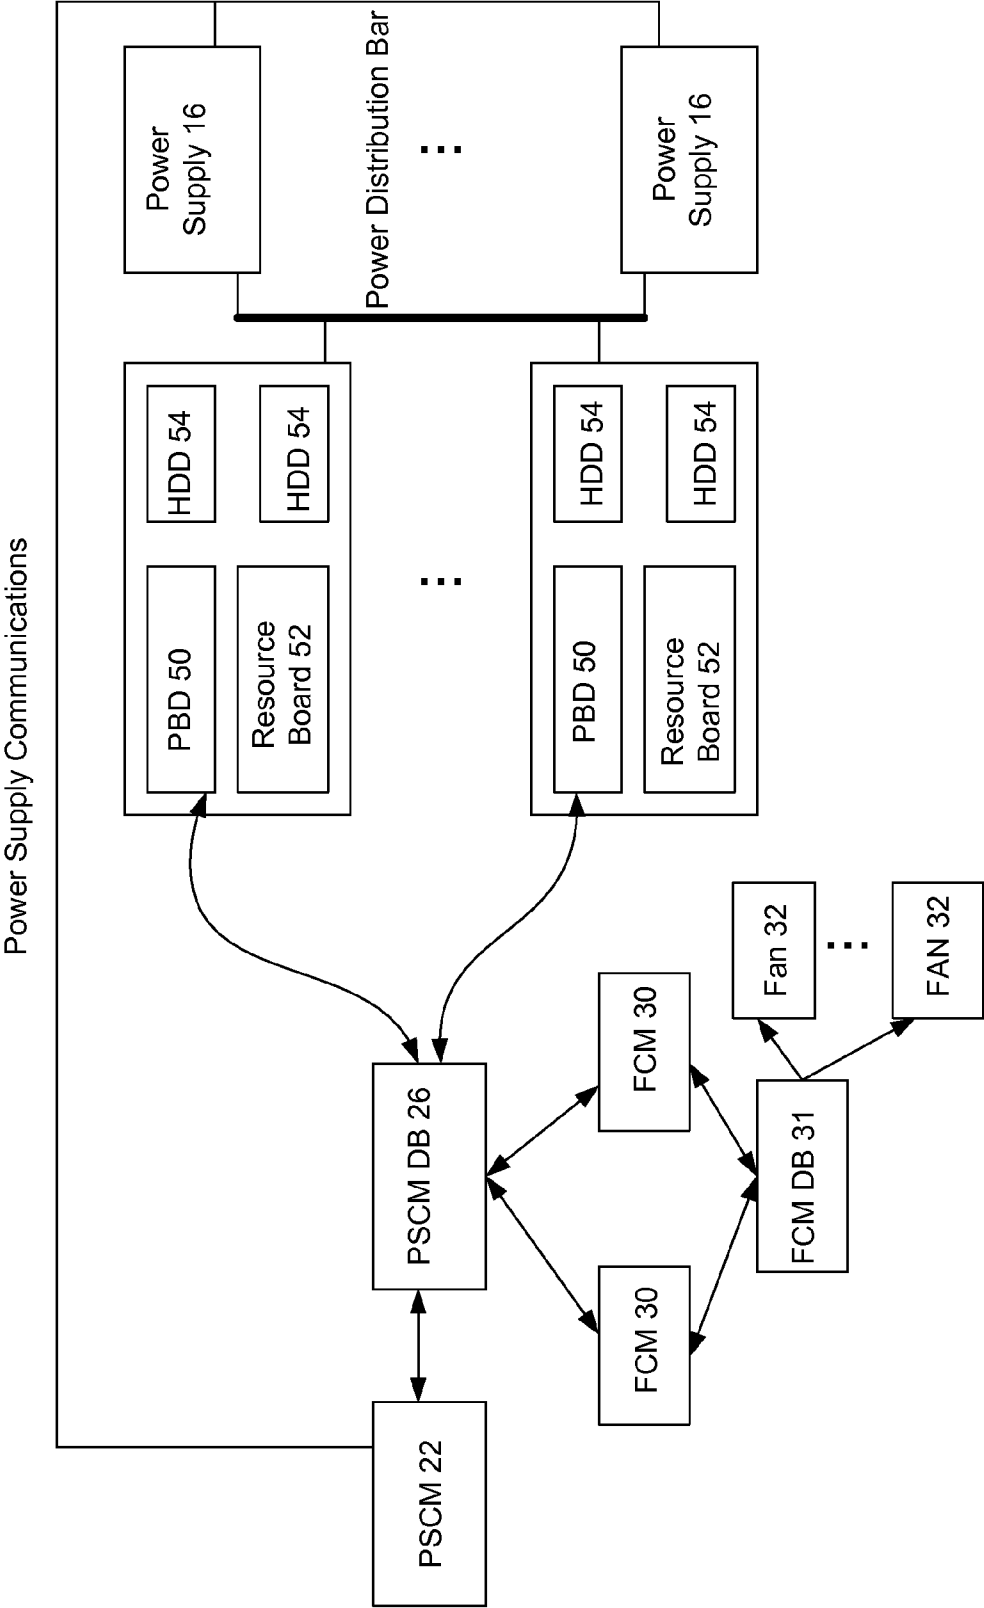 Power Supply Communications
Power
Supply 16
Power Distribution Bar
...
Power
Supply 16
HDD 54
HDD 54
PBD 50
Resource
Board 52
...
HDD 54
HDD 54
PBD 50
Resource
Board 52
PSCM DB 26
PSCM 22
FCM 30
FCM 30
FCM DB 31
Fan 32
...
FAN 32